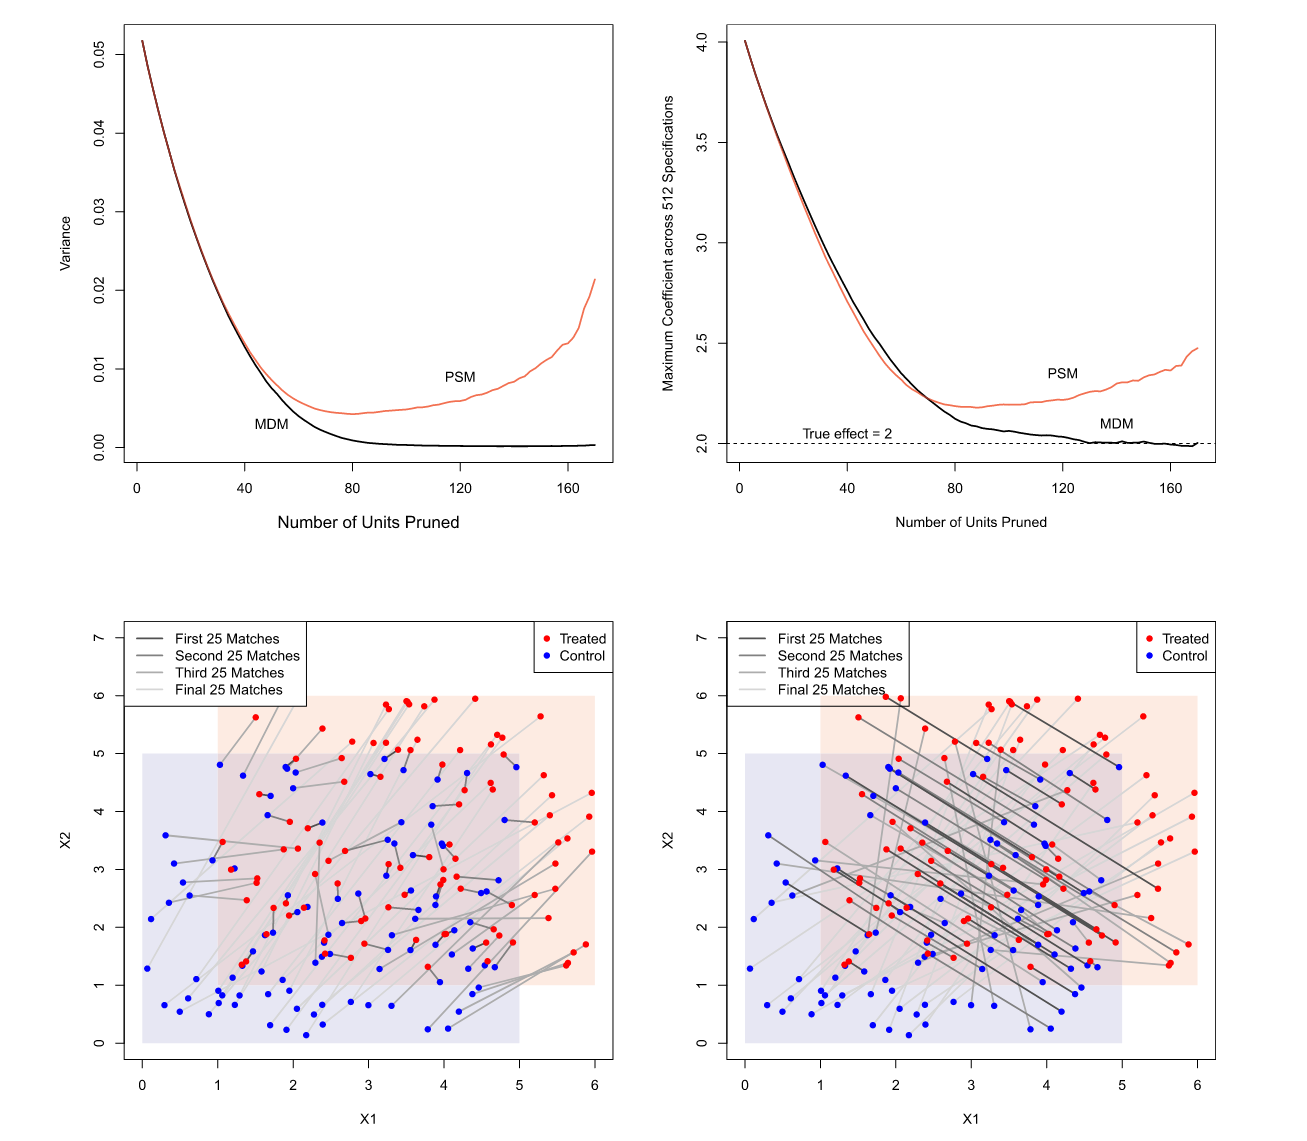 0.00
0.01
0.02
0.03
0.04
0.05
Variance
PSM
MDM
0
40
80
120
160
Number of Units Pruned
2.0
2.5
3.0
3.5
4.0
Maximum Coefficient across 512 Specifications
PSM
MDM
True effect = 2
0
40
80
120
160
Number of Units Pruned
First 25 Matches
Second 25 Matches
Third 25 Matches
Final 25 Matches
Treated
Control
0
1
2
3
4
5
6
7
X2
0
1
2
3
4
5
6
X1
First 25 Matches
Second 25 Matches
Third 25 Matches
Final 25 Matches
Treated
Control
0
1
2
3
4
5
6
7
X2
0
1
2
3
4
5
6
X1